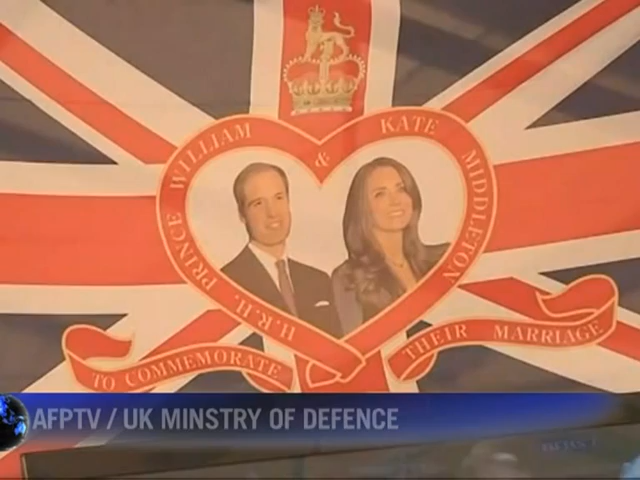 H.R.H. PRINCE WILLIAM & KATE MIDDLETON
TO COMMEMORATE THEIR MARRIAGE
AFPTV / UK MINSTRY OF DEFENCE